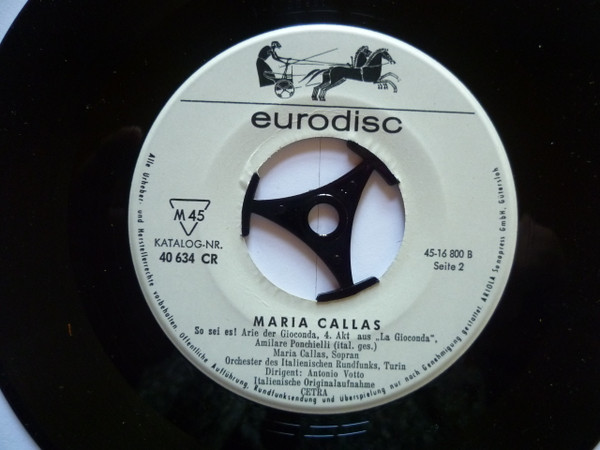 eurodisc
M 45
KATALOG-NR.
40 634 CR
45-16 800 B
Seite 2
MARIA CALLAS
So sei es! Arie der Gioconda, 4. Akt aus „La Gioconda",
Amilare Ponchielli (ital. ges.)
Maria Callas, Sopran
Orchester des Italienischen Rundfunks, Turin
Dirigent: Antonio Votto
Italienische Originalaufnahme
CETRA
Alle Urheber- und Herstellerrechte vorbehalten. Öffentliche Aufführung, Rundfunksendung und Überspielung nur nach Genehmigung gestattet ARIOLA Sonopress GmbH, Gütersloh